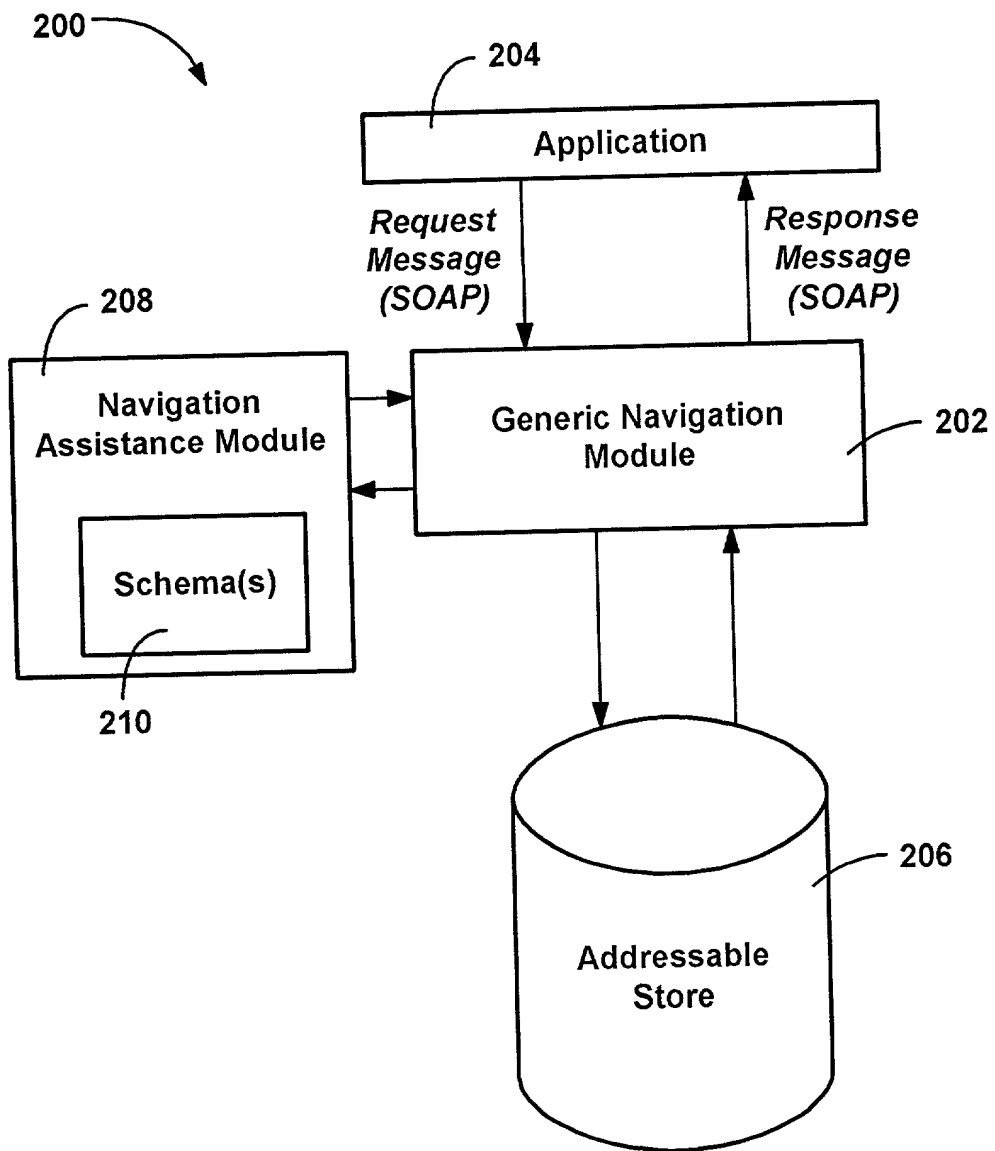 200
204
Application
Request
Message
(SOAP)
Response
Message
(SOAP)
208
Navigation
Assistance Module
Generic Navigation
Module
202
Schema(s)
210
206
Addressable
Store